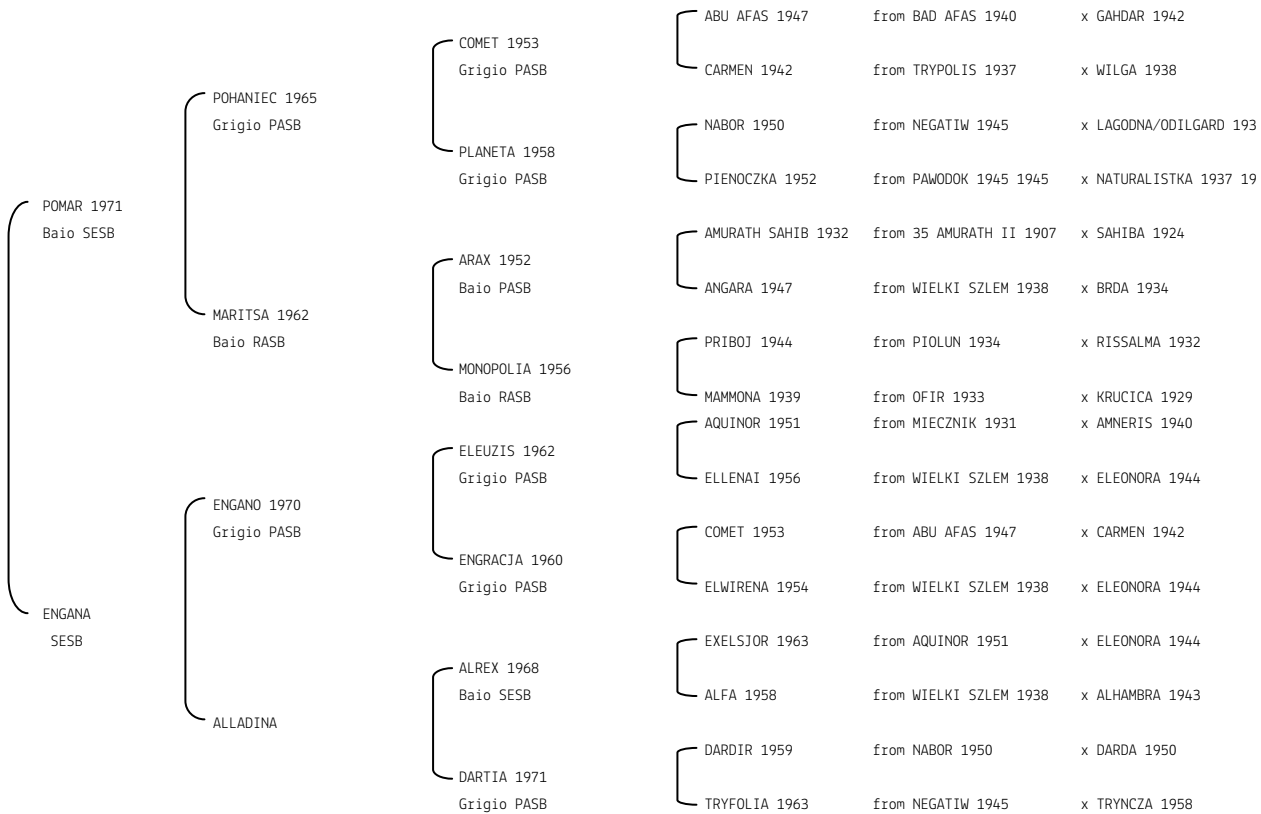 ABU AFAS 1947 from BAD AFAS 1940 x GAHDAR 1942
COMET 1953
Grigio PASB CARMEN 1942 from TRYPOLIS 1937 x WILGA 1938
POHANIEC 1965
Grigio PASB NABOR 1950 from NEGATIW 1945 x LAGODNA/ODILGARD 193
PLANETA 1958
Grigio PASB PIENOCZKA 1952 from PAWODOK 1945 1945 x NATURALISTKA 1937 19
POMAR 1971
Baio SESB AMURATH SAHIB 1932 from 35 AMURATH II 1907 x SAHIBA 1924
ARAX 1952
Baio PASB ANGARA 1947 from WIELKI SZLEM 1938 x BRDA 1934
MARITSA 1962
Baio RASB PRIBOJ 1944 from PIOLUN 1934 x RISSALMA 1932
MONOPOLIA 1956
Baio RASB MAMMONA 1939 from OFIR 1933 x KRUCICA 1929
AQUINOR 1951 from MIECZNIK 1931 x AMNERIS 1940
ELEUZIS 1962
Grigio PASB ELLENAI 1956 from WIELKI SZLEM 1938 x ELEONORA 1944
ENGANO 1970
Grigio PASB COMET 1953 from ABU AFAS 1947 x CARMEN 1942
ENGRACJA 1960
Grigio PASB ELWIRENA 1954 from WIELKI SZLEM 1938 x ELEONORA 1944
ENGANA
SESB EXELSJOR 1963 from AQUINOR 1951 x ELEONORA 1944
ALREX 1968
Baio SESB ALFA 1958 from WIELKI SZLEM 1938 x ALHAMBRA 1943
ALLADINA
DARDIR 1959 from NABOR 1950 x DARDA 1950
DARTIA 1971
Grigio PASB TRYFOLIA 1963 from NEGATIW 1945 x TRYNCZA 1958